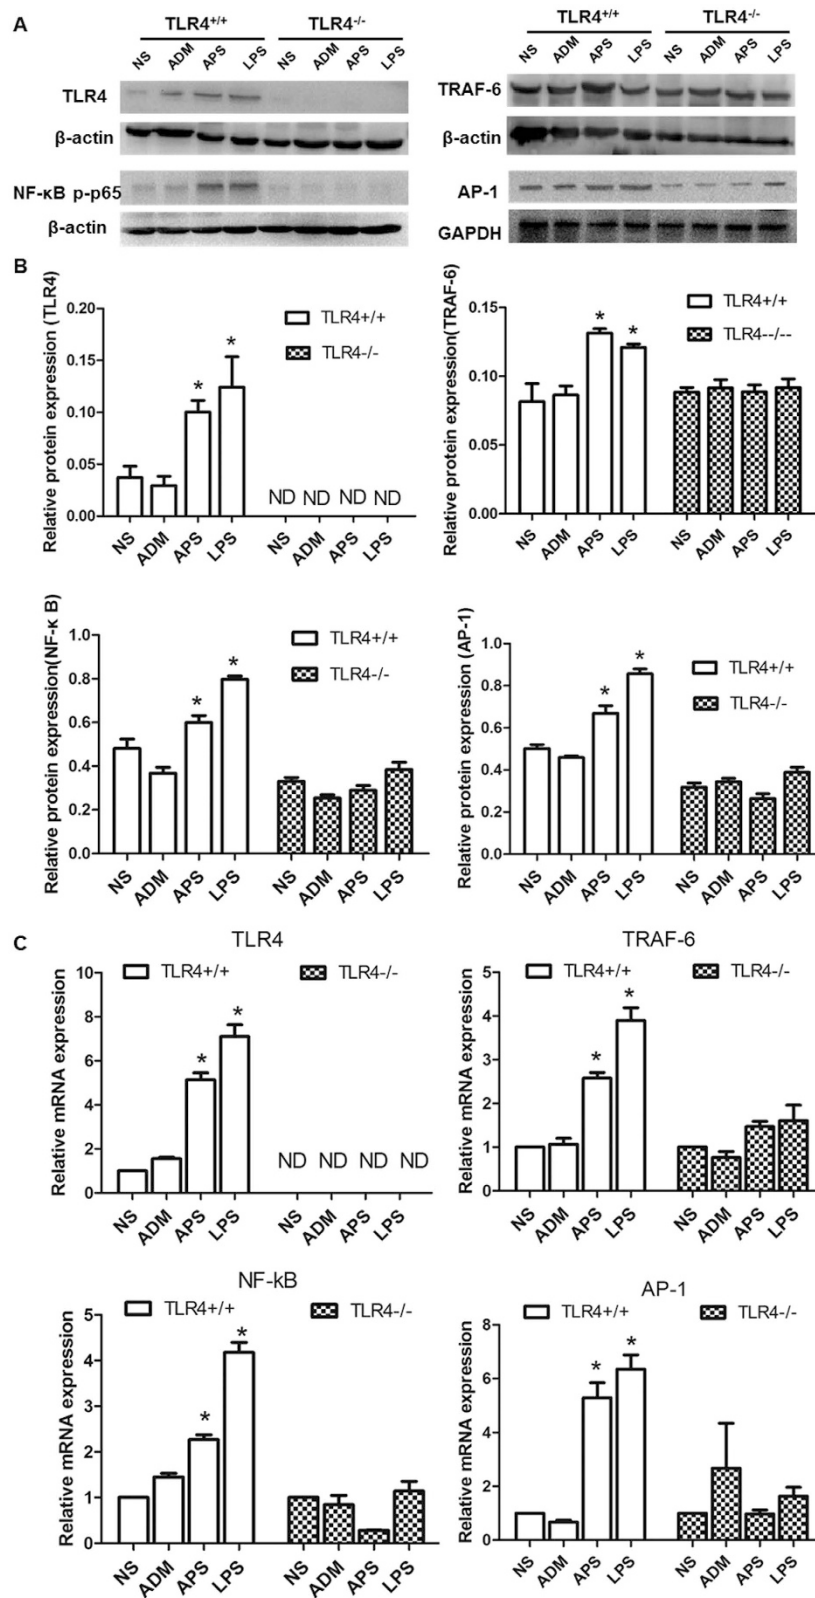 A
TLR4+/+ TLR4-/-
NS ADM APS LPS NS ADM APS LPS
TLR4
β-actin
NF-κB p-p65
β-actin
TLR4+/+ TLR4-/-
NS ADM APS LPS NS ADM APS LPS
TRAF-6
β-actin
AP-1
GAPDH
B
Relative protein expression (TLR4)
0.20
0.15
0.10
0.05
0.00
TLR4+/+
TLR4-/-
* *
ND ND ND ND
NS ADM APS LPS NS ADM APS LPS
Relative protein expression(TRAF-6)
0.15
0.10
0.05
0.00
TLR4+/+
TLR4--/--
* *
NS ADM APS LPS NS ADM APS LPS
Relative protein expression(NF-κ B)
1.0
0.8
0.6
0.4
0.2
0.0
TLR4+/+
TLR4-/-
* *
NS ADM APS LPS NS ADM APS LPS
Relative protein expression (AP-1)
1.0
0.8
0.6
0.4
0.2
0.0
TLR4+/+
TLR4-/-
* *
NS ADM APS LPS NS ADM APS LPS
C
TLR4
TLR4+/+ TLR4-/-
Relative mRNA expression
10
8
6
4
2
0
* *
ND ND ND ND
NS ADM APS LPS NS ADM APS LPS
TRAF-6
TLR4+/+ TLR4-/-
Relative mRNA expression
5
4
3
2
1
0
* *
NS ADM APS LPS NS ADM APS LPS
NF-kB
TLR4+/+ TLR4-/-
Relative mRNA expression
5
4
3
2
1
0
* *
NS ADM APS LPS NS ADM APS LPS
AP-1
TLR4+/+ TLR4-/-
Relative mRNA expression
8
6
4
2
0
* *
NS ADM APS LPS NS ADM APS LPS